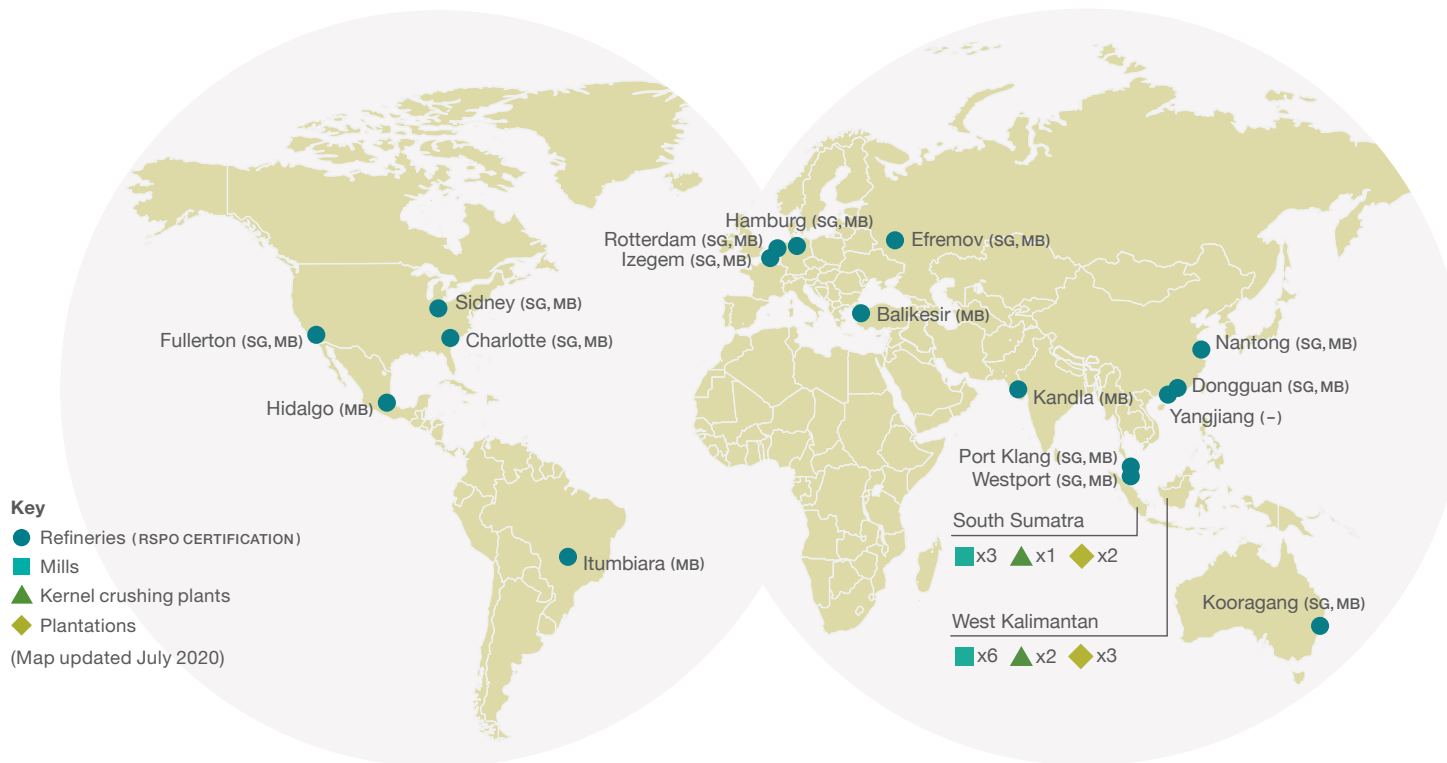 Hamburg (SG, MB)
Rotterdam (SG, MB)
Izegem (SG, MB)
Efremov (SG, MB)
Sidney (SG, MB)
Balikesir (MB)
Fullerton (SG, MB)
Charlotte (SG, MB)
Nantong (SG, MB)
Hidalgo (MB)
Kandla (MB)
Dongguan (SG, MB)
Yangjiang (–)
Port Klang (SG, MB)
Westport (SG, MB)
South Sumatra
x3 x1 x2
Itumbiara (MB)
West Kalimantan
x6 x2 x3
Kooragang (SG, MB)
Key
Refineries (RSPO CERTIFICATION)
Mills
Kernel crushing plants
Plantations
(Map updated July 2020)